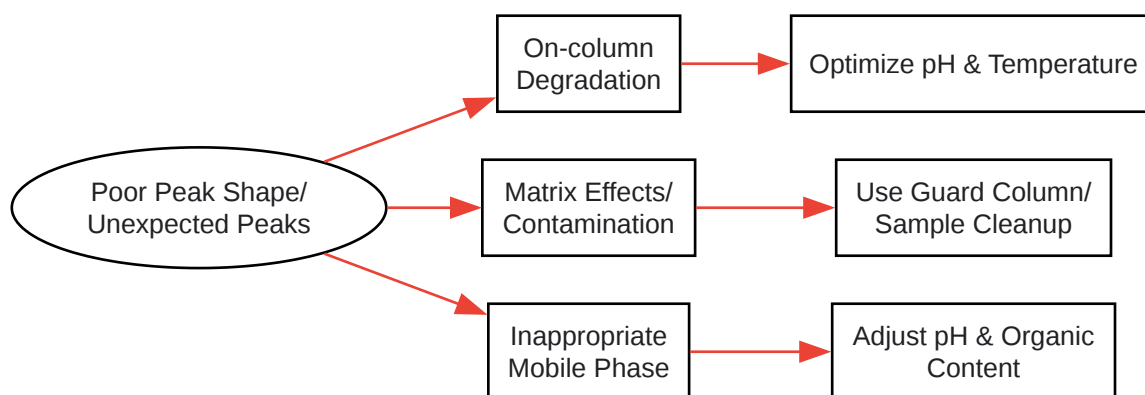 On-column
Degradation
Optimize pH & Temperature
Poor Peak Shape/
Unexpected Peaks
Matrix Effects/
Contamination
Use Guard Column/
Sample Cleanup
Inappropriate
Mobile Phase
Adjust pH & Organic
Content